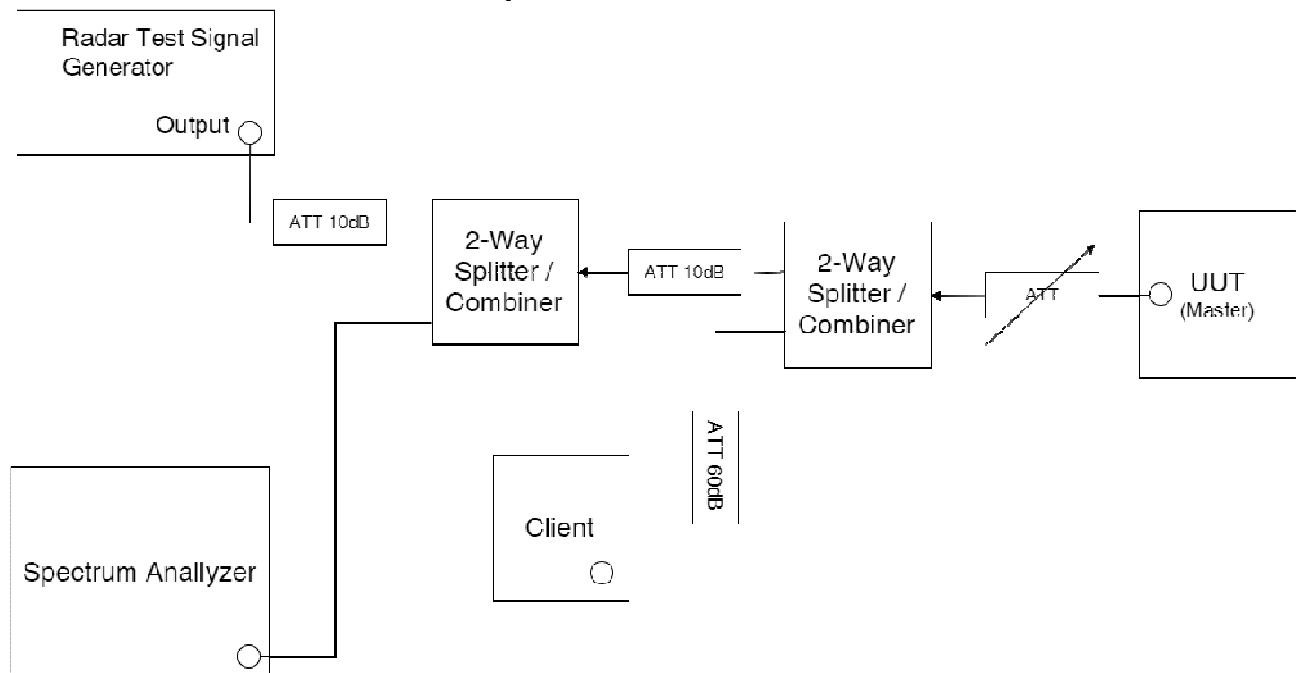 Radar Test Signal
Generator
Output
ATT 10dB
2-Way
Splitter /
Combiner
ATT 10dB
2-Way
Splitter /
Combiner
ATT
UUT
(Master)
ATT 60dB
Client
Spectrum Anallyzer